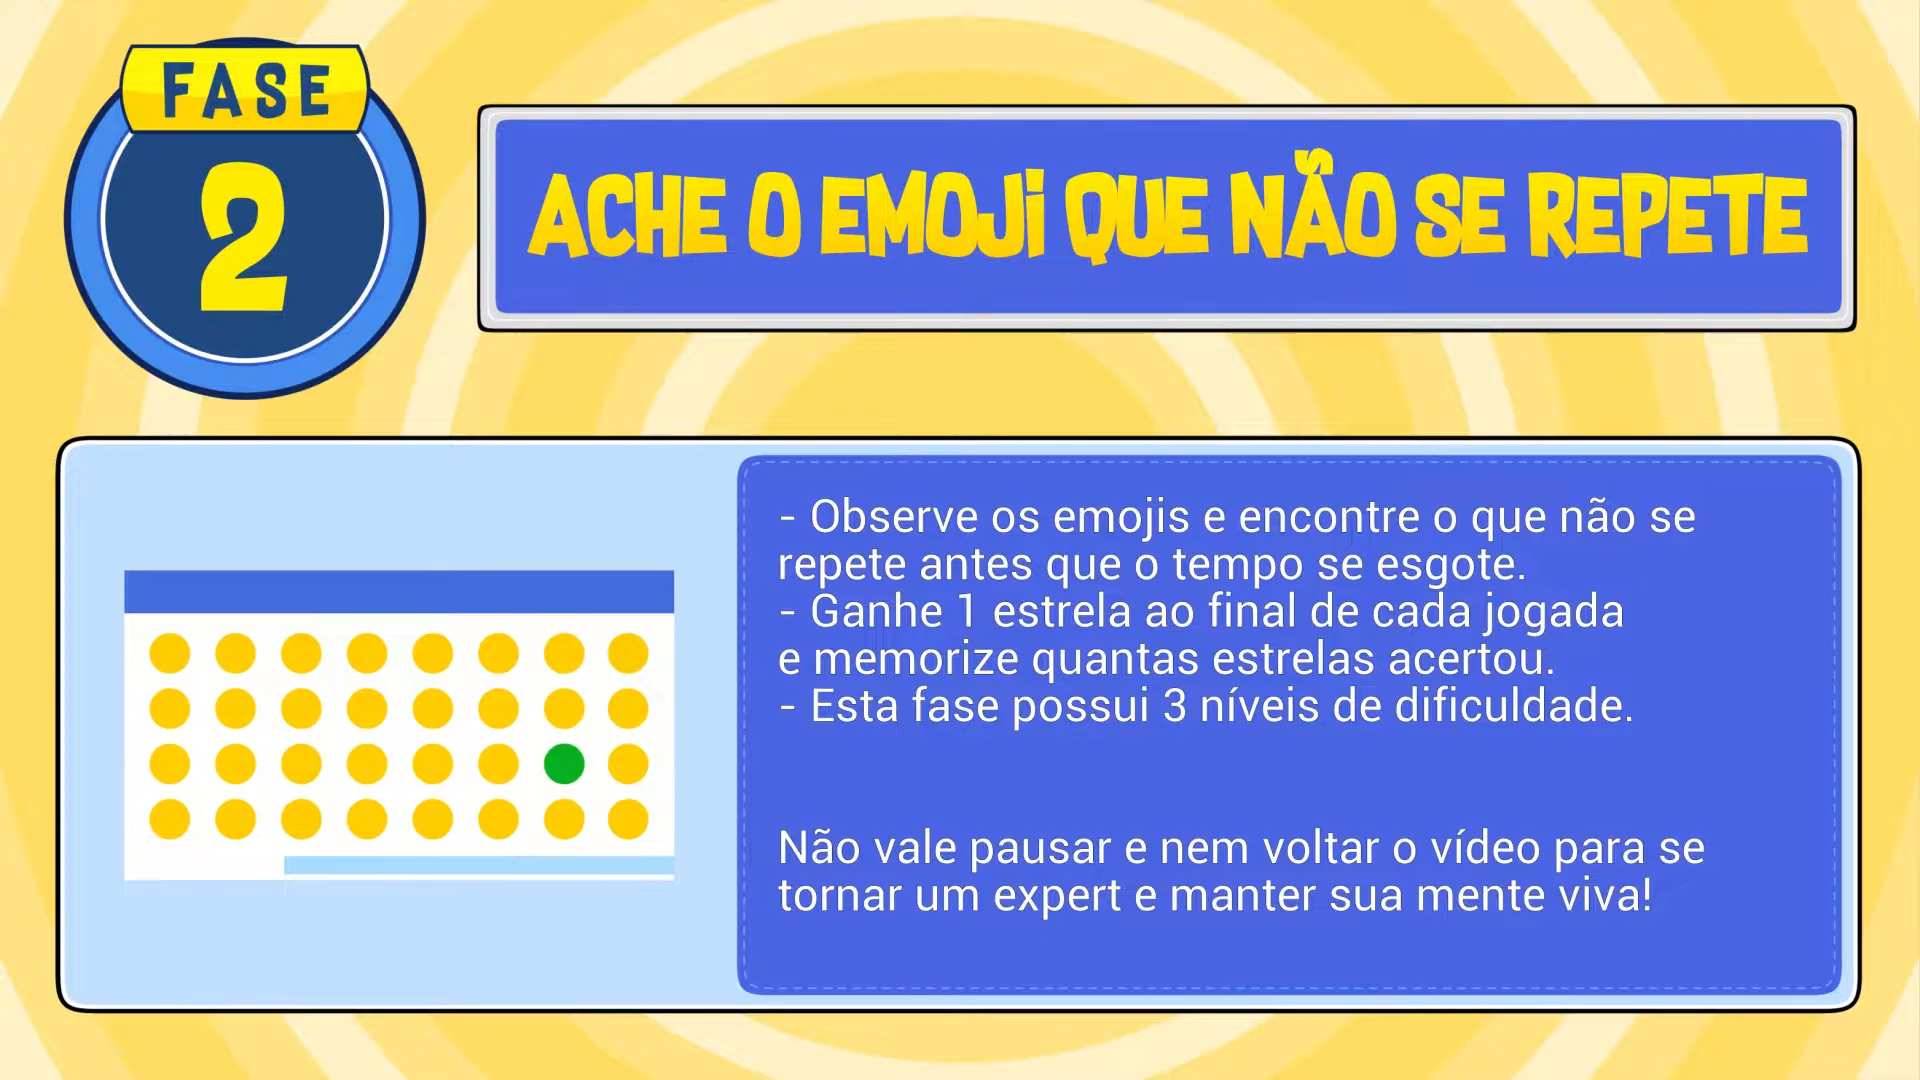 FASE
2
ACHE O EMOJi QUE NÃO SE REPETE
- Observe os emojis e encontre o que não se
repete antes que o tempo se esgote.
- Ganhe 1 estrela ao final de cada jogada
e memorize quantas estrelas acertou.
- Esta fase possui 3 níveis de dificuldade.
Não vale pausar e nem voltar o vídeo para se
tornar um expert e manter sua mente viva!